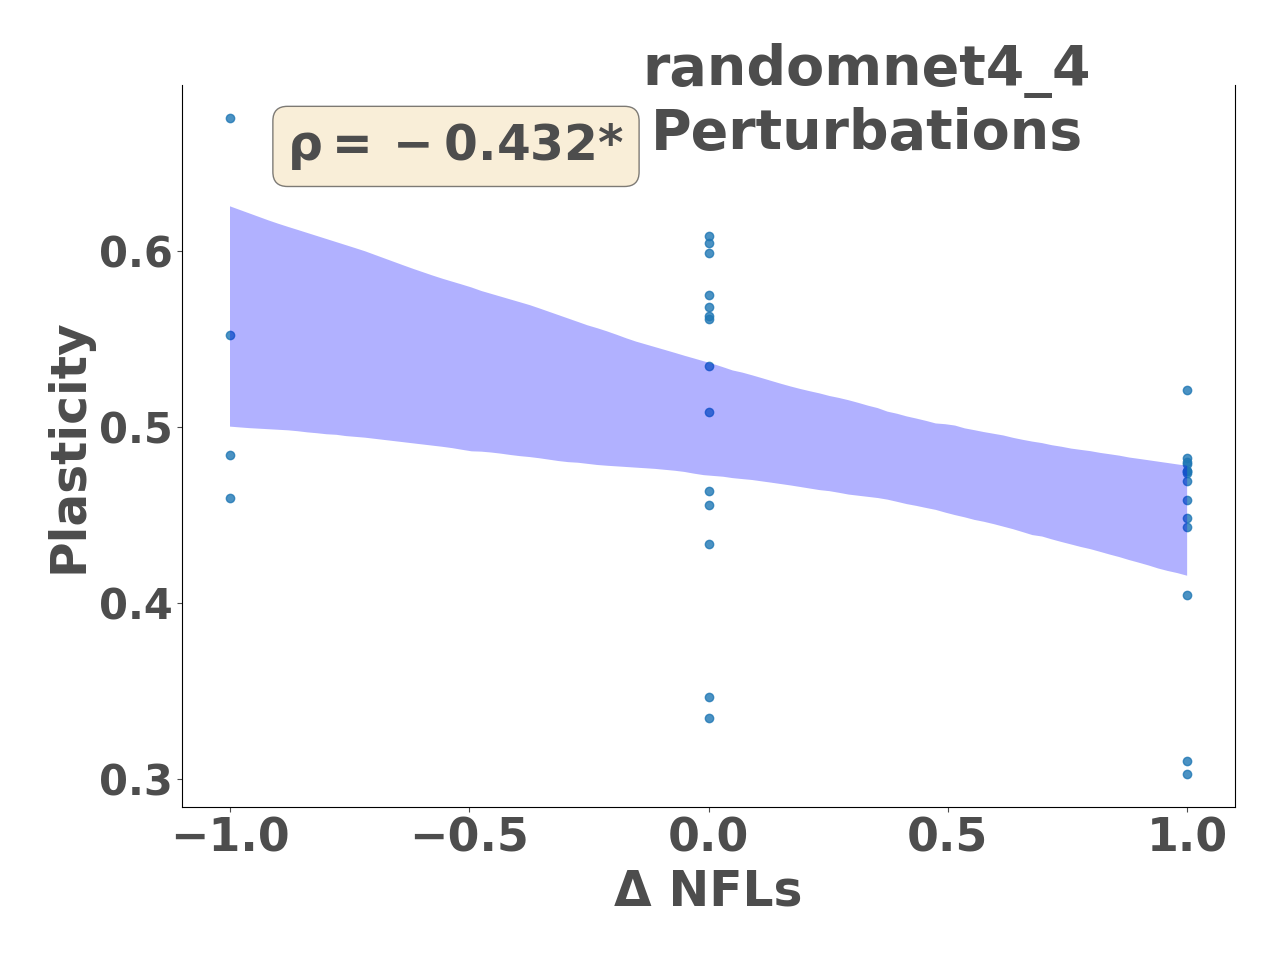 randomnet4_4
Perturbations
ρ = − 0.432*
Plasticity
0.6
0.5
0.4
0.3
−1.0 −0.5 0.0 0.5 1.0
Δ NFLs